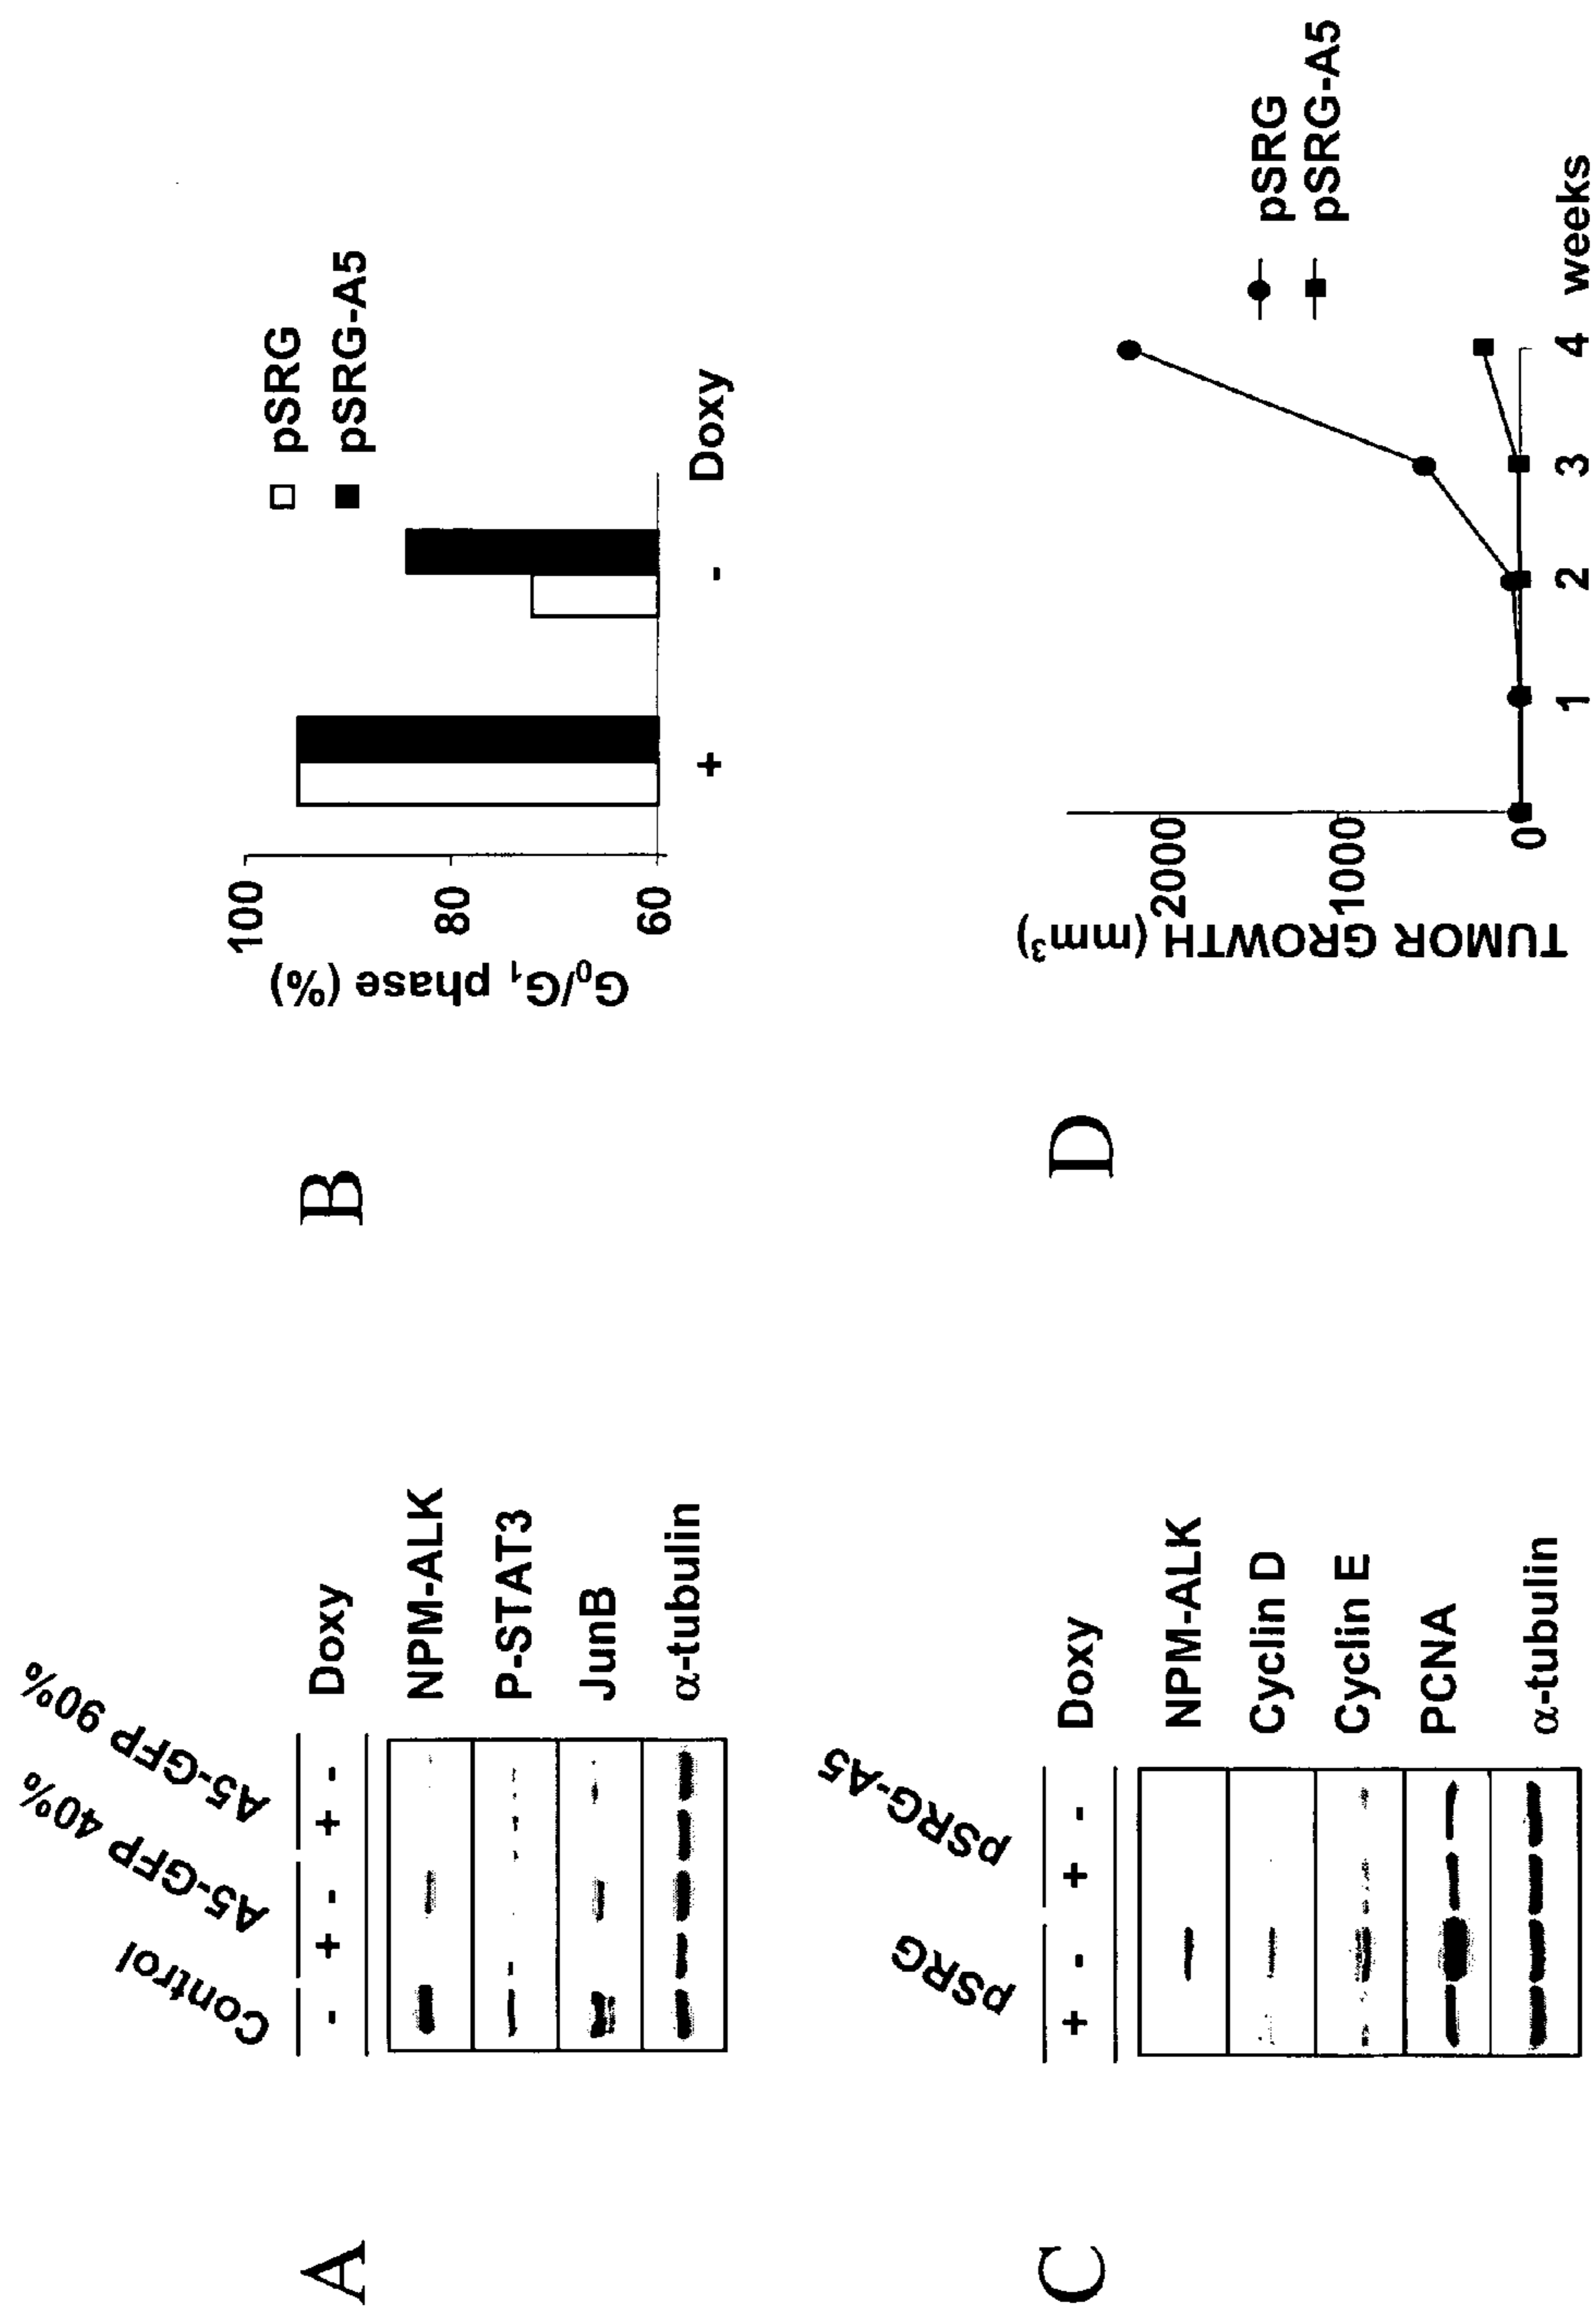 A
Control
A5-GFP 40%
A5-GFP 90%
- + - + - Doxy
NPM-ALK
P-STAT3
JunB
α-tubulin
B
G0/G1 phase (%)
100
80
60
+ - Doxy
pSRG
pSRG-A5
C
pSRG
pSRG-A5
+ - + - Doxy
NPM-ALK
Cyclin D
Cyclin E
PCNA
α-tubulin
D
TUMOR GROWTH (mm3)
2000
1000
0
1 2 3 4 weeks
pSRG
pSRG-A5